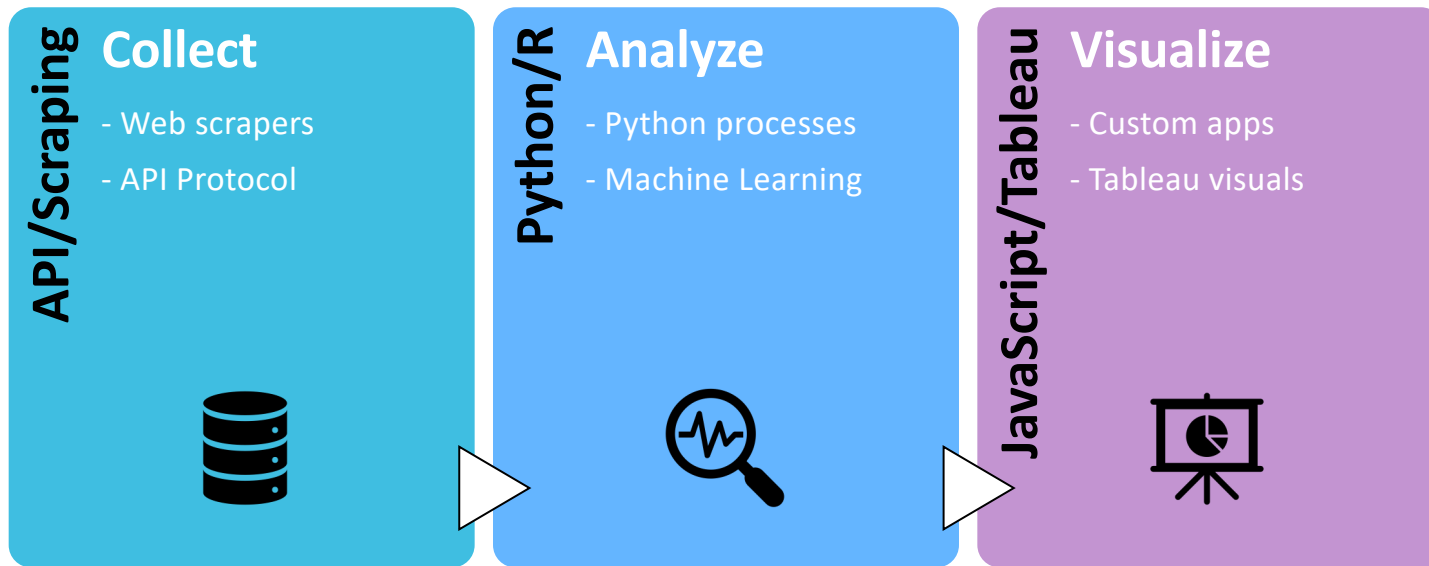 API/Scraping
Collect
- Web scrapers
- API Protocol
Python/R
Analyze
- Python processes
- Machine Learning
JavaScript/Tableau
Visualize
- Custom apps
- Tableau visuals